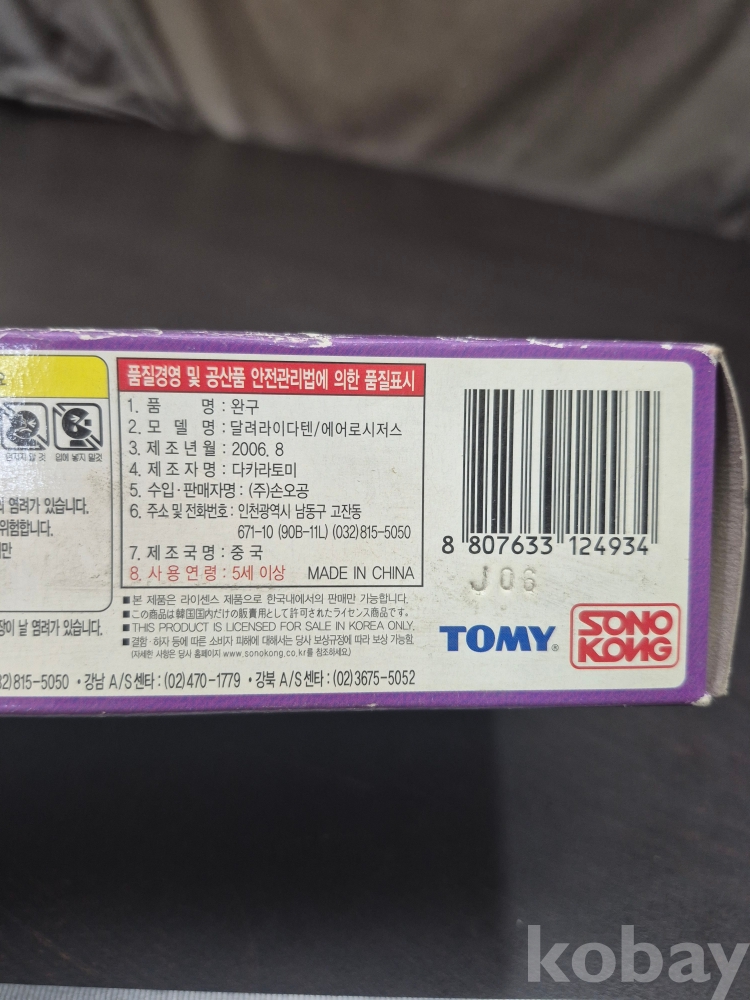 품질경영 및 공산품 안전관리법에 의한 품질표시
1. 품 명 : 완구
2. 모 델 명 : 달려라이다텐/에어로시저스
3. 제 조 년 월 : 2006. 8
4. 제 조 자 명 : 다카라토미
5. 수입·판매자명 : (주)손오공
6. 주소 및 전화번호 : 인천광역시 남동구 고잔동
671-10 (90B-11L) (032)815-5050
7. 제 조 국 명 : 중 국
8. 사 용 연 령 : 5세 이상 MADE IN CHINA
던지지 말 것 입에 넣지 말것
염려가 있습니다.
위험합니다.
염려가 있습니다.
■ 본 제품은 라이센스 제품으로 한국내에서의 판매만 가능합니다.
■ この商品は韓国国内だけの販賣用として許可されたライセンス商品です。
■ THIS PRODUCT IS LICENSED FOR SALE IN KOREA ONLY.
■ 결함·하자 등에 따른 소비자 피해에 대해서는 당사 보상규정에 따라 보상 가능함
(자세한 사항은 당사 홈페이지 www.sonokong.co.kr를 참조하세요.)
32)815-5050 • 강남 A/S센타 : (02)470-1779 • 강북 A/S센타 : (02)3675-5052
8 807633 124934
J06
TOMY®
SONO KONG
kobay